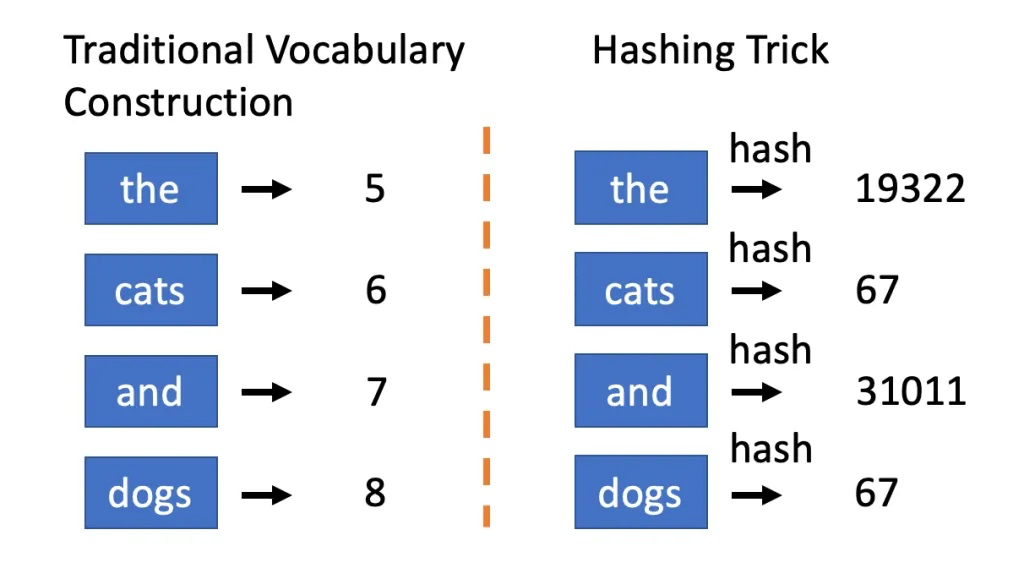 Traditional Vocabulary
Construction
the
5
cats
6
and
7
dogs
8
Hashing Trick
the
hash
19322
cats
hash
67
and
hash
31011
dogs
hash
67